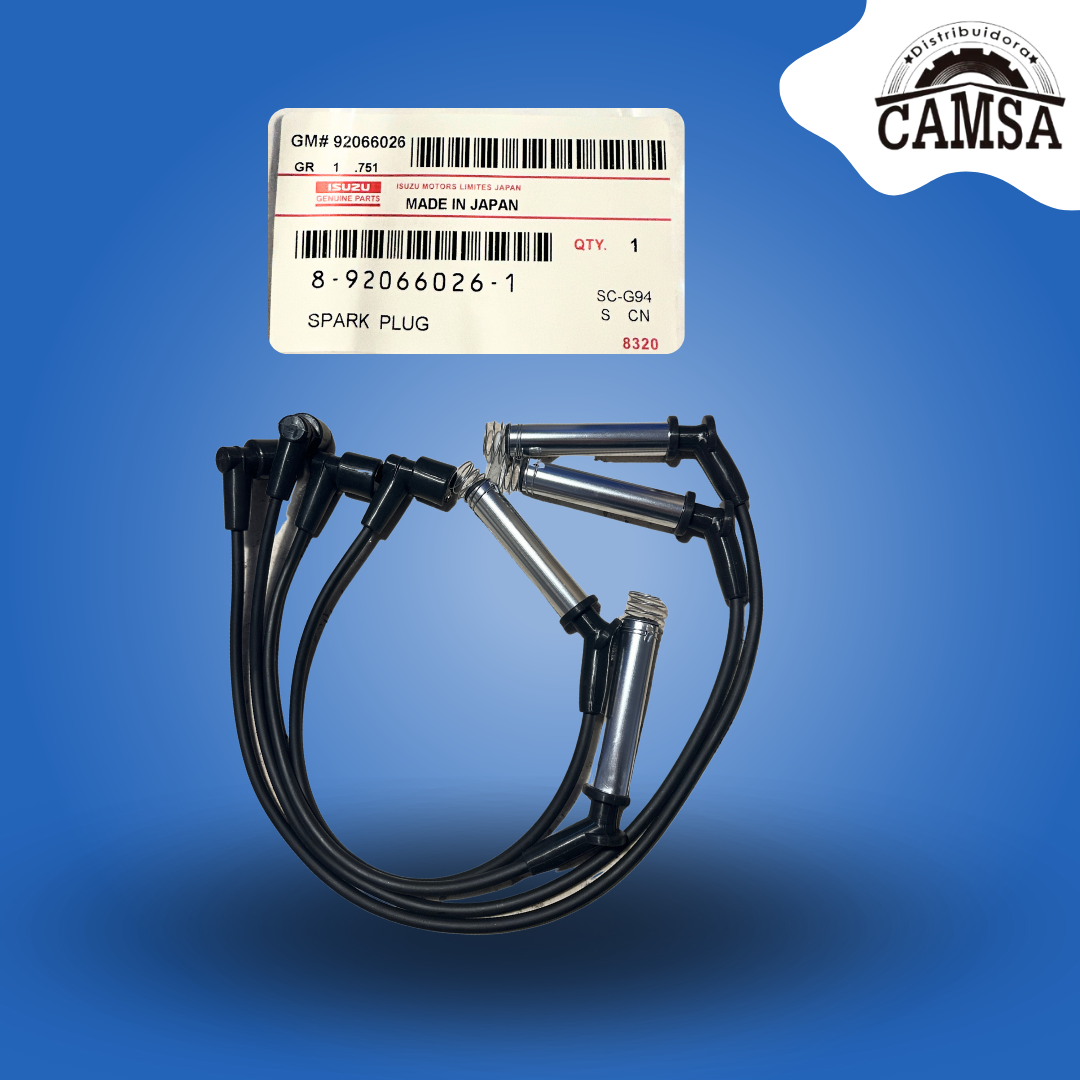 ★Distribuidora★
CAMSA
GM# 92066026
GR 1 .751
ISUZU
GENUINE PARTS
ISUZU MOTORS LIMITES JAPAN
MADE IN JAPAN
QTY. 1
8-92066026-1
SC-G94
S CN
SPARK PLUG
8320